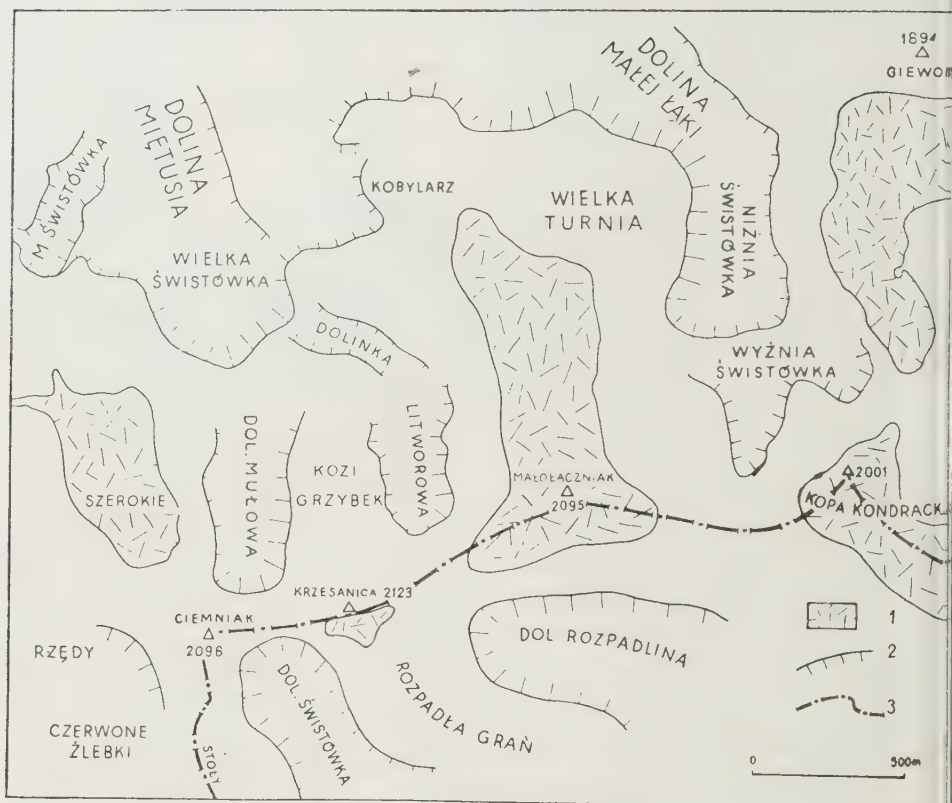 1894
GIEWON
DOLINA
MAŁEJ ŁĄKI
DOLINA
MIĘTUSIA
M ŚWISTÓWKA
KOBYLARZ
WIELKA
TURNIA
NIŻNIA
ŚWISTÓWKA
WIELKA
ŚWISTÓWKA
DOLINKA
WYŻNIA
ŚWISTÓWKA
LITWOROWA
DOL. MUŁOWA
KOZI
GRZYBEK
SZEROKIE
MAŁOŁĄCZNIAK
2095
2001
KOPA KONDRACKA
KRZESANICA 2123
CIEMNIAK
2096
RZĘDY
CZERWONE
ŻLEBKI
STOŁY
DOL. ŚWISTÓWKA
ROZPADŁA GRAŃ
DOL ROZPADLINA
1
2
3
0 500m